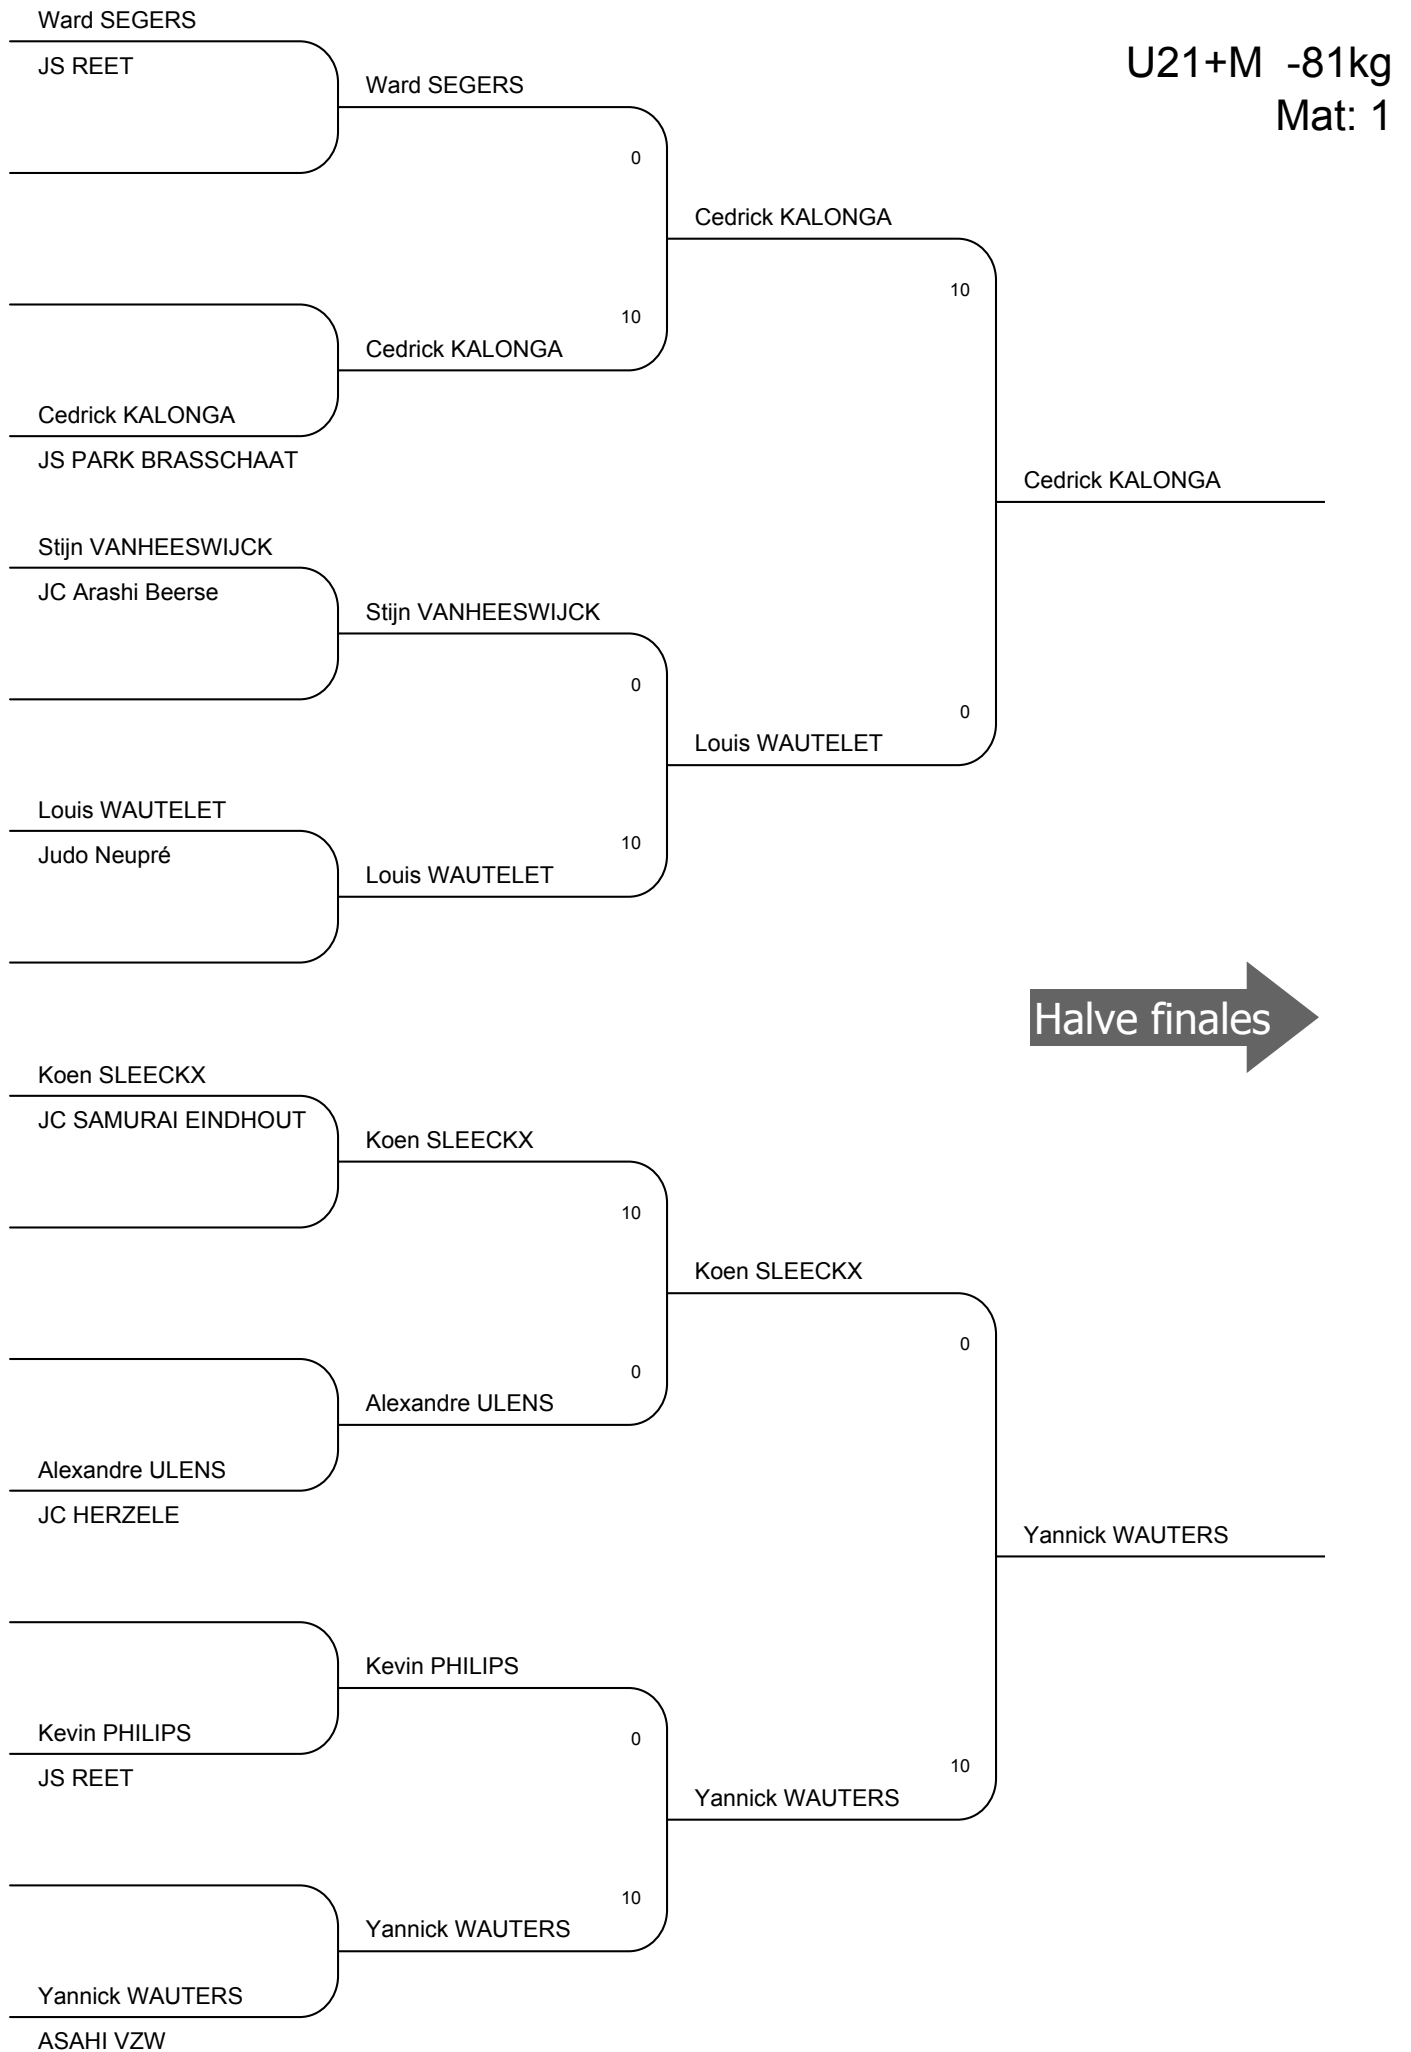 U21+M -81kg
Mat: 1
Ward SEGERS
JS REET
Ward SEGERS
0
Cedrick KALONGA
10
10
Cedrick KALONGA
Cedrick KALONGA
JS PARK BRASSCHAAT
Cedrick KALONGA
Stijn VANHEESWIJCK
JC Arashi Beerse
Stijn VANHEESWIJCK
0
0
Louis WAUTELET
Louis WAUTELET
Judo Neupré
10
Louis WAUTELET
Halve finales
Koen SLEECKX
JC SAMURAI EINDHOUT
Koen SLEECKX
10
Koen SLEECKX
0
0
Alexandre ULENS
Alexandre ULENS
JC HERZELE
Yannick WAUTERS
Kevin PHILIPS
Kevin PHILIPS
JS REET
0
10
Yannick WAUTERS
10
Yannick WAUTERS
Yannick WAUTERS
ASAHI VZW